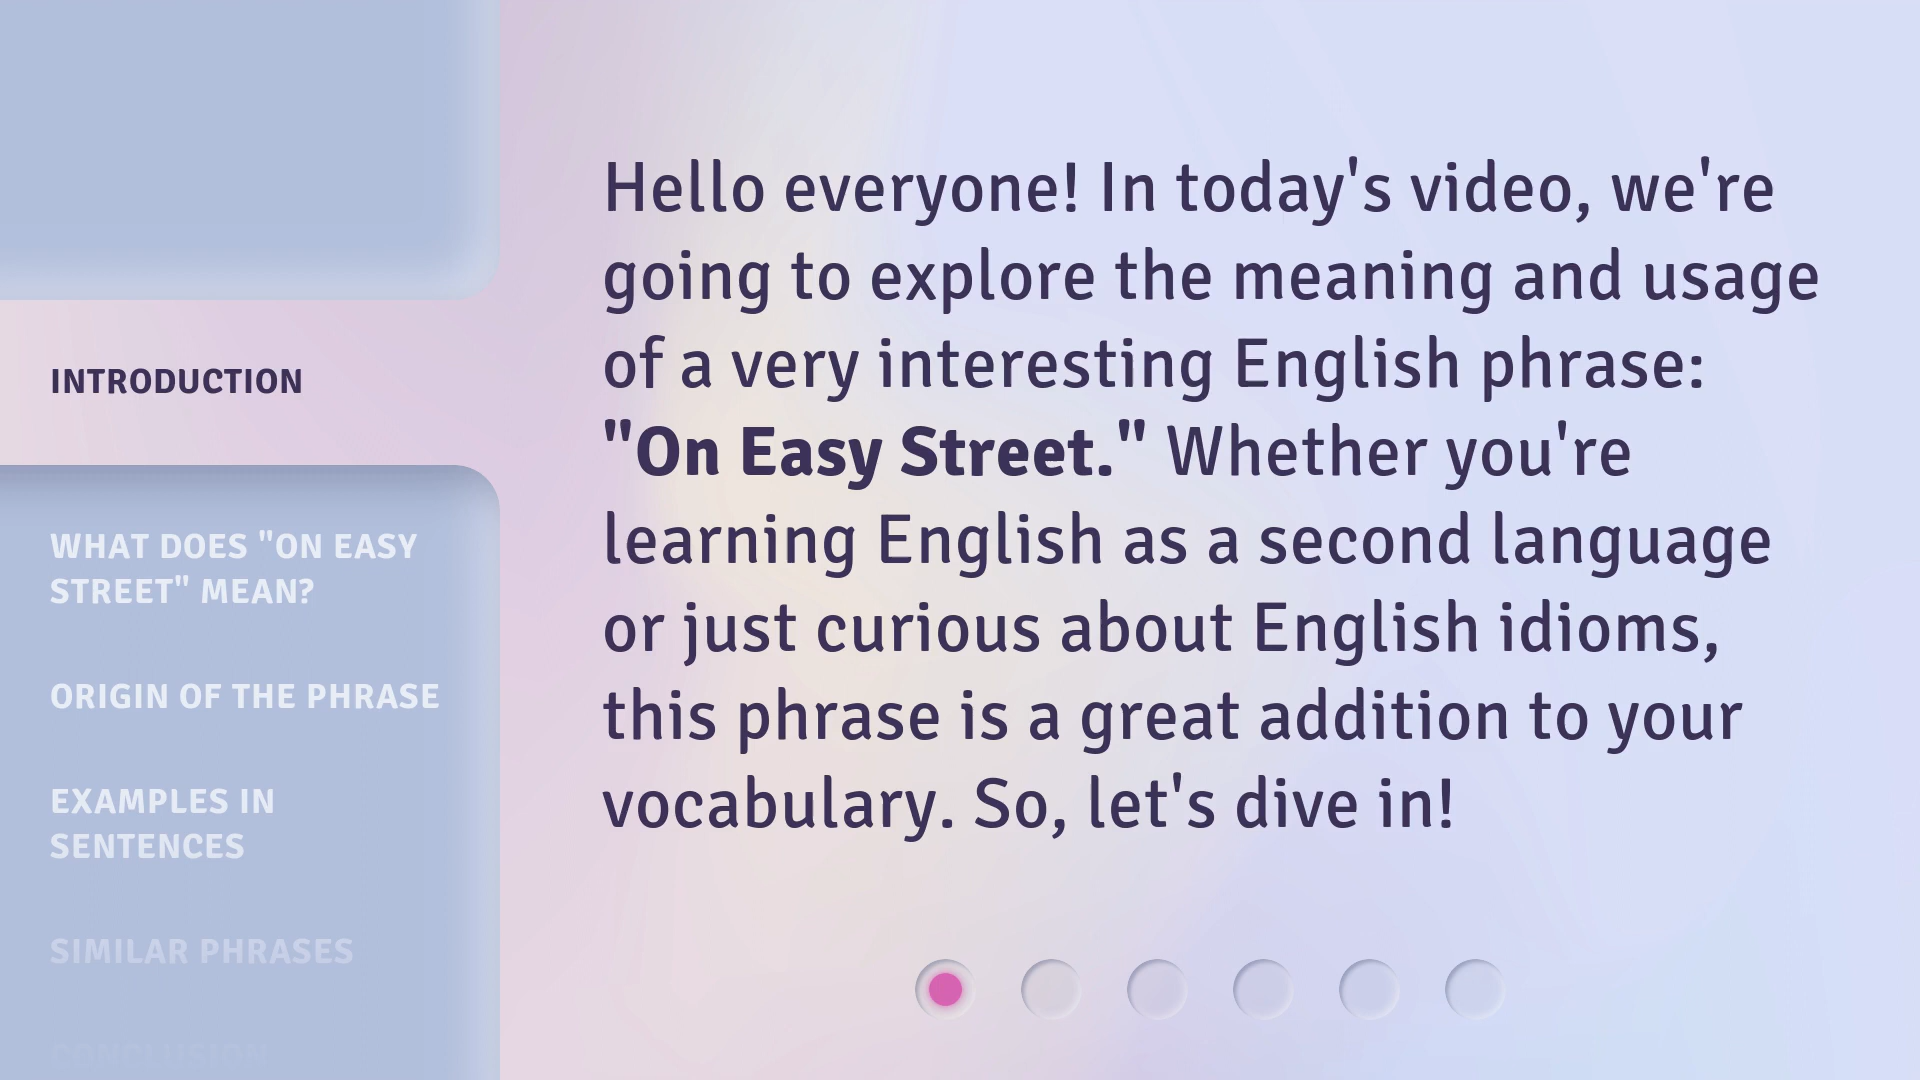 INTRODUCTION
WHAT DOES "ON EASY
STREET" MEAN?
ORIGIN OF THE PHRASE
EXAMPLES IN
SENTENCES
SIMILAR PHRASES
CONCLUSION
Hello everyone! In today's video, we're
going to explore the meaning and usage
of a very interesting English phrase:
"On Easy Street." Whether you're
learning English as a second language
or just curious about English idioms,
this phrase is a great addition to your
vocabulary. So, let's dive in!